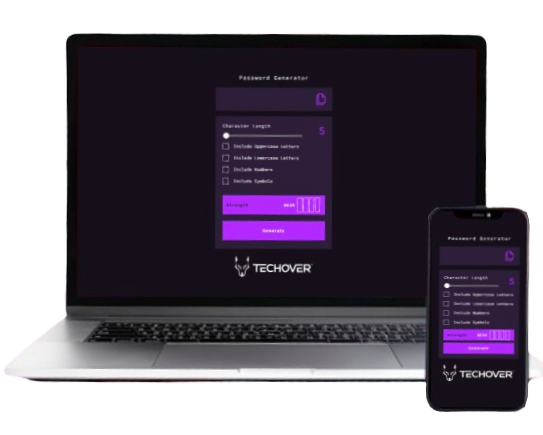 Password Generator
Character Length
5
Include Uppercase Letters
Include Lowercase Letters
Include Numbers
Include Symbols
Strength WEAK
Generate
TECHOVER
Password Generator
Character Length
5
Include Uppercase Letters
Include Lowercase Letters
Include Numbers
Include Symbols
Strength WEAK
Generate
TECHOVER